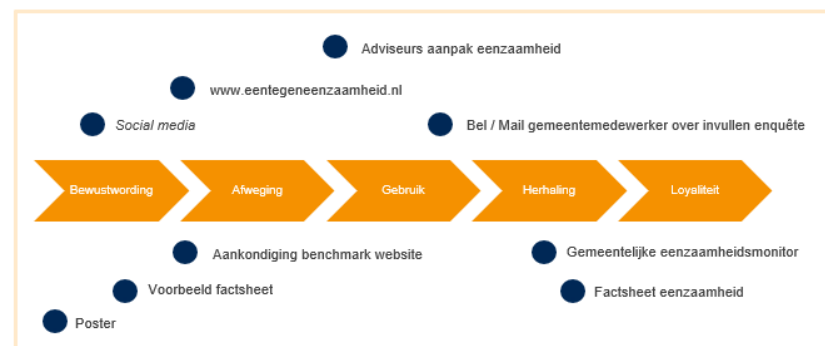 Adviseurs aanpak eenzaamheid
www.eentegeneenzaamheid.nl
Social media
Bel / Mail gemeentemedewerker over invullen enquête
Bewustwording
Afweging
Gebruik
Herhaling
Loyaliteit
Aankondiging benchmark website
Gemeentelijke eenzaamheidsmonitor
Voorbeeld factsheet
Factsheet eenzaamheid
Poster